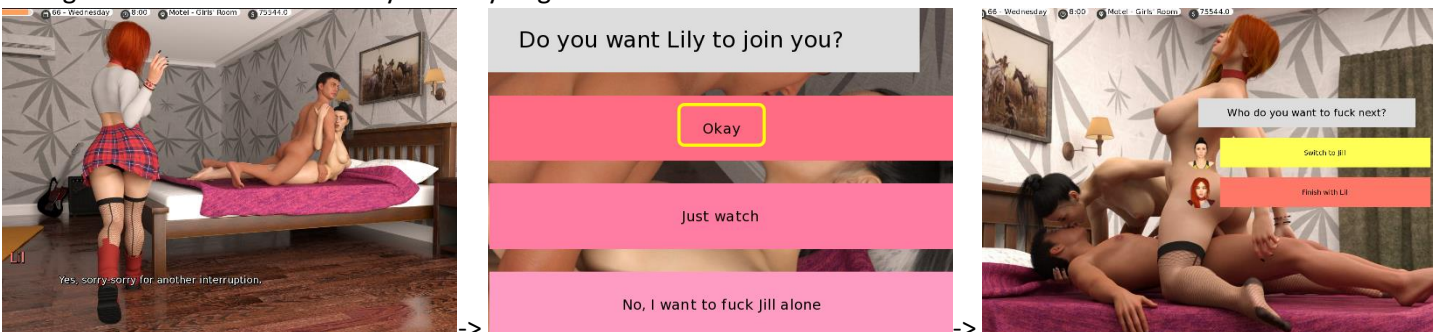 66 - Wednesday 8:00 Motel - Girls' Room $ 75544.0
Lil
Yes, sorry-sorry for another interruption.
->
Do you want Lily to join you?
Okay
Just watch
No, I want to fuck Jill alone
->
66 - Wednesday 8:00 Motel - Girls' Room $ 75544.0
Who do you want to fuck next?
Switch to Jill
Finish with Lil